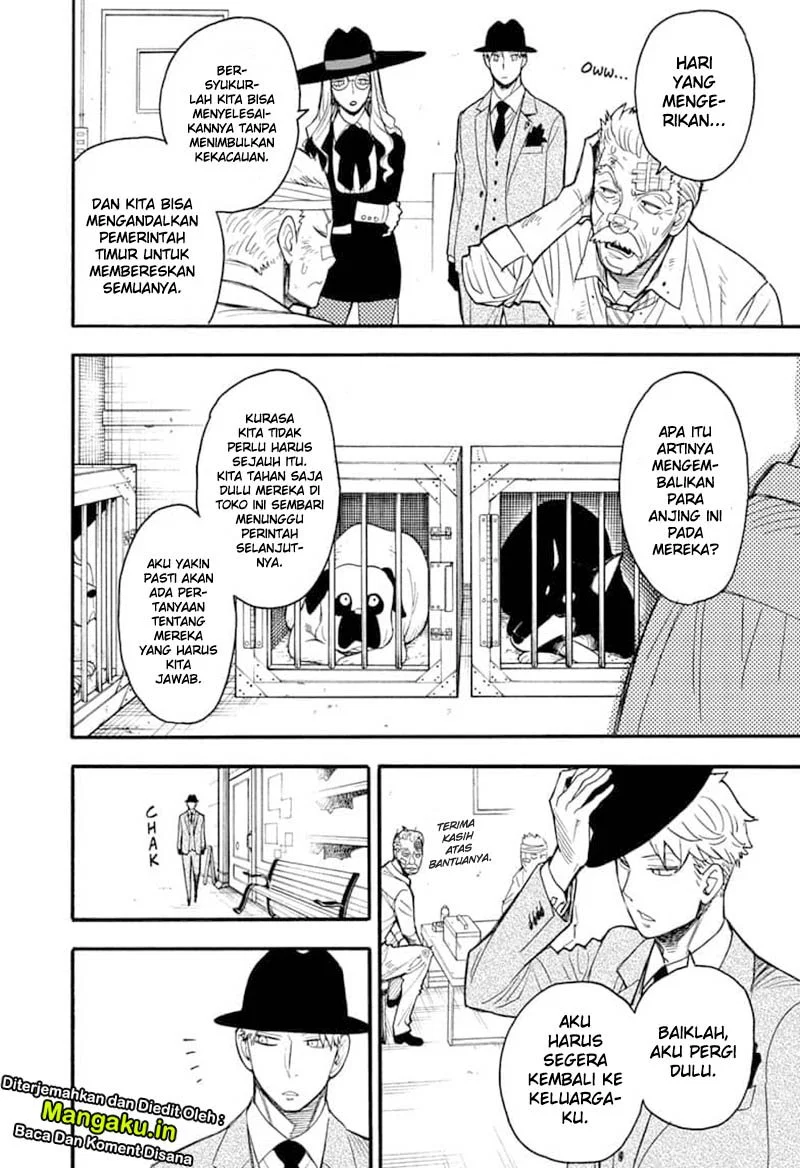 HARI
YANG
MENGE-
RIKAN...
OWW...
BER-
SYUKUR-
LAH KITA BISA
MENYELESAI-
KANNYA TANPA
MENIMBULKAN
KEKACAUAN.
DAN KITA BISA
MENGANDALKAN
PEMERINTAH
TIMUR UNTUK
MEMBERESKAN
SEMUANYA.
APA ITU
ARTINYA
MENGEM-
BALIKAN
PARA
ANJING INI
PADA
MEREKA?
KURASA
KITA TIDAK
PERLU HARUS
SEJAUH ITU.
KITA TAHAN SAJA
DULU MEREKA DI
TOKO INI SEMBARI
MENUNGGU
PERINTAH
SELANJUT-
NYA.
AKU YAKIN
PASTI AKAN
ADA PER-
TANYAAN
TENTANG
MEREKA
YANG HARUS
KITA
JAWAB.
TERIMA
KASIH
ATAS
BANTUANYA.
BAIKLAH,
AKU PERGI
DULU.
AKU
HARUS
SEGERA
KEMBALI KE
KELUARGA-
KU.
CHAK
Diterjemahkan dan Diedit Oleh :
Mangaku.in
Baca Dan Koment Disana